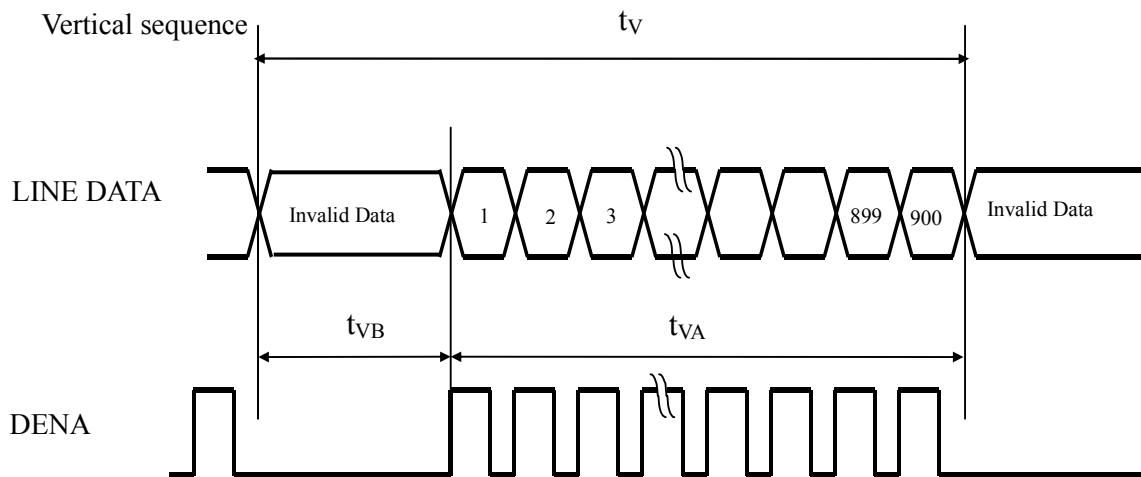 Vertical sequence
tV
LINE DATA
Invalid Data
1
2
3
899
900
Invalid Data
tVB
tVA
DENA